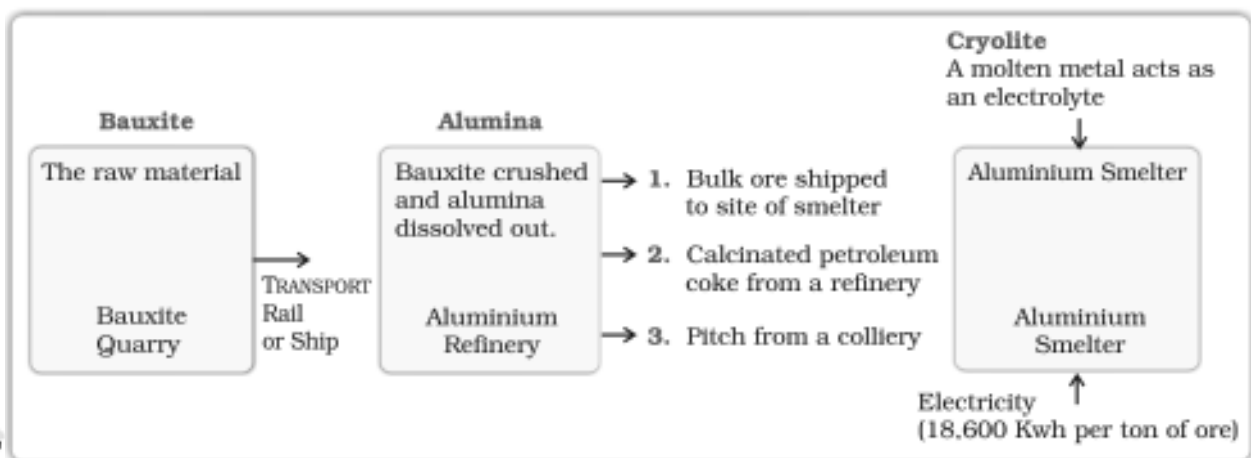 Bauxite
The raw material
Bauxite
Quarry
TRANSPORT
Rail
or Ship
Alumina
Bauxite crushed
and alumina
dissolved out.
Aluminium
Refinery
1. Bulk ore shipped
to site of smelter
2. Calcinated petroleum
coke from a refinery
3. Pitch from a colliery
Cryolite
A molten metal acts as
an electrolyte
Aluminium Smelter
Aluminium
Smelter
Electricity
(18,600 Kwh per ton of ore)